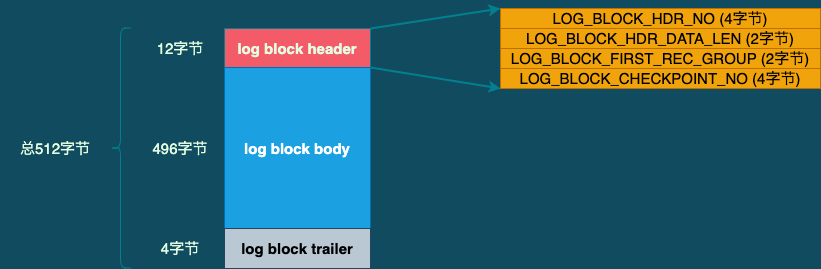 LOG_BLOCK_HDR_NO (4字节)
LOG_BLOCK_HDR_DATA_LEN (2字节)
LOG_BLOCK_FIRST_REC_GROUP (2字节)
LOG_BLOCK_CHECKPOINT_NO (4字节)
12字节
log block header
总512字节
496字节
log block body
4字节
log block trailer